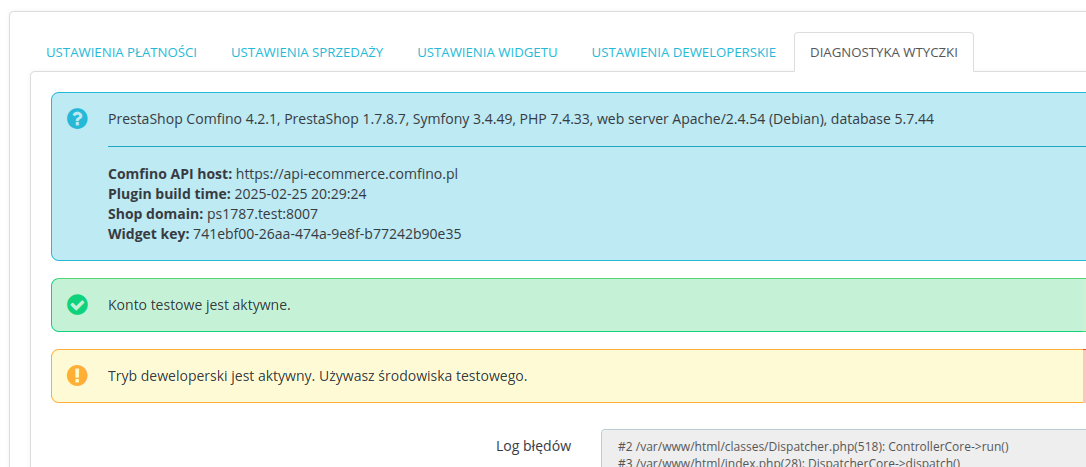 USTAWIENIA PŁATNOŚCI USTAWIENIA SPRZEDAŻY USTAWIENIA WIDGETU USTAWIENIA DEWELOPERSKIE DIAGNOSTYKA WTYCZKI
PrestaShop Comfino 4.2.1, PrestaShop 1.7.8.7, Symfony 3.4.49, PHP 7.4.33, web server Apache/2.4.54 (Debian), database 5.7.44
Comfino API host: https://api-ecommerce.comfino.pl
Plugin build time: 2025-02-25 20:29:24
Shop domain: ps1787.test:8007
Widget key: 741ebf00-26aa-474a-9e8f-b77242b90e35
Konto testowe jest aktywne.
Tryb deweloperski jest aktywny. Używasz środowiska testowego.
Log błędów
#2 /var/www/html/classes/Dispatcher.php(518): ControllerCore->run()
#3 /var/www/html/index.php(28): DispatcherCore->dispatch()